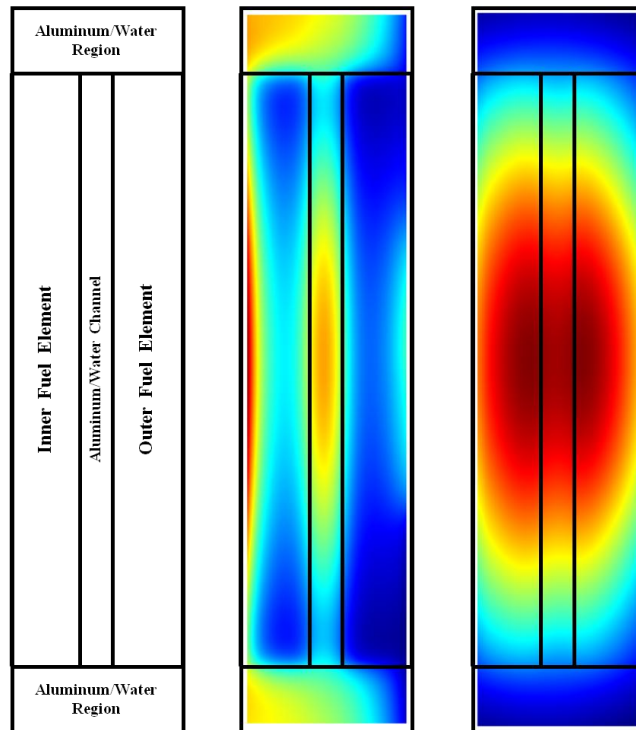 Aluminum/Water
Region
Inner Fuel Element
Aluminum/Water Channel
Outer Fuel Element
Aluminum/Water
Region